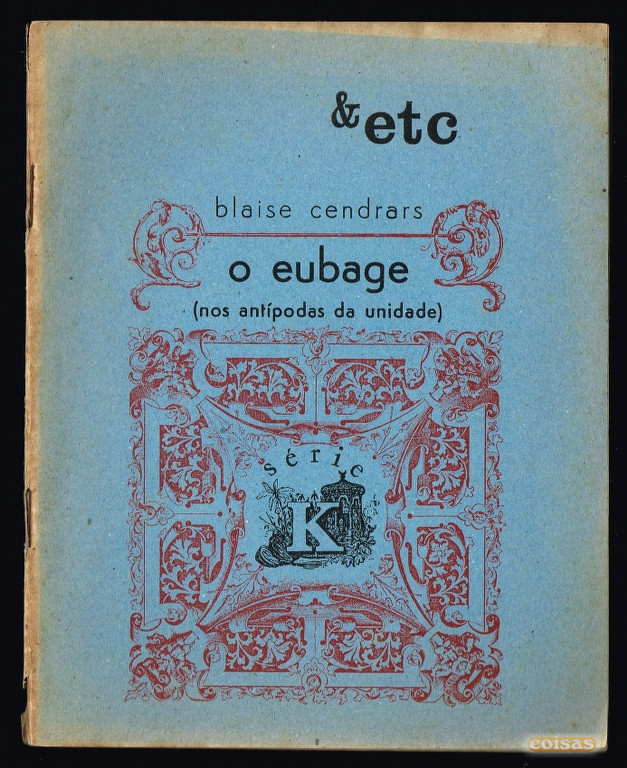 &etc
blaise cendrars
o eubage
(nos antípodas da unidade)
série
K
coisas